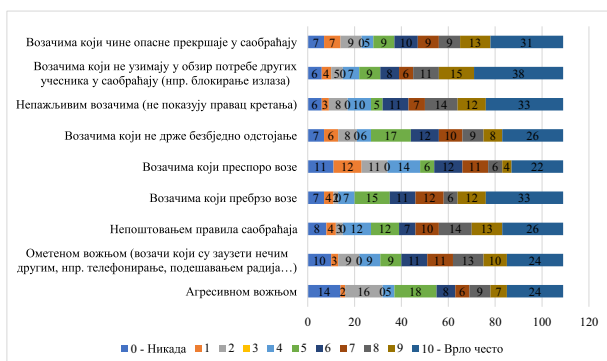 Возачима који чине опасне прекршаје у саобраћају 7 7 9 0 5 9 10 9 9 13 31
Возачима који не узимају у обзир потребе других
учесника у саобраћају (нпр. блокирање излаза) 6 4 5 0 7 9 8 6 11 15 38
Непажљивим возачима (не показују правац кретања) 6 3 8 0 10 5 11 7 14 12 33
Возачима који не држе безбједно одстојање 7 6 8 0 6 17 12 10 9 8 26
Возачима који преспоро возе 11 12 11 0 14 6 12 11 6 4 22
Возачима који пребрзо возе 7 4 2 0 7 15 11 12 6 12 33
Непоштовањем правила саобраћаја 8 4 3 0 12 12 7 10 14 13 26
Ометеном вожњом (возачи који су заузети нечим
другим, нпр. телефонирање, подешавањем радија…) 10 3 9 0 9 9 11 11 13 10 24
Агресивном вожњом 14 2 16 0 5 18 8 6 9 7 24
0 20 40 60 80 100 120
0 - Никада 1 2 3 4 5 6 7 8 9 10 - Врло често